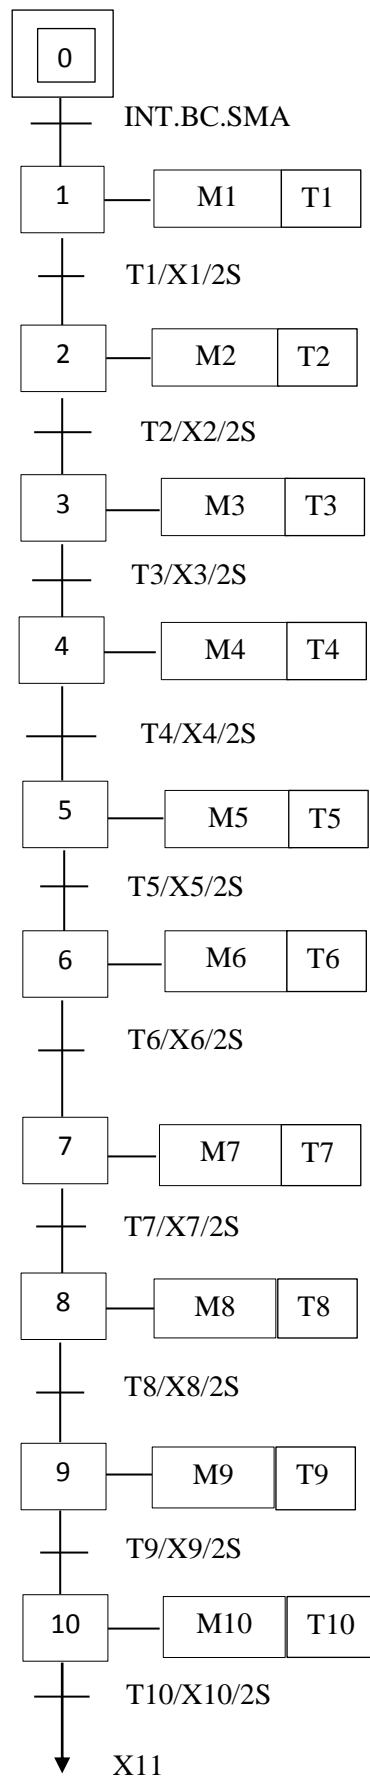 0
INT.BC.SMA
1 M1 T1
T1/X1/2S
2 M2 T2
T2/X2/2S
3 M3 T3
T3/X3/2S
4 M4 T4
T4/X4/2S
5 M5 T5
T5/X5/2S
6 M6 T6
T6/X6/2S
7 M7 T7
T7/X7/2S
8 M8 T8
T8/X8/2S
9 M9 T9
T9/X9/2S
10 M10 T10
T10/X10/2S
X11